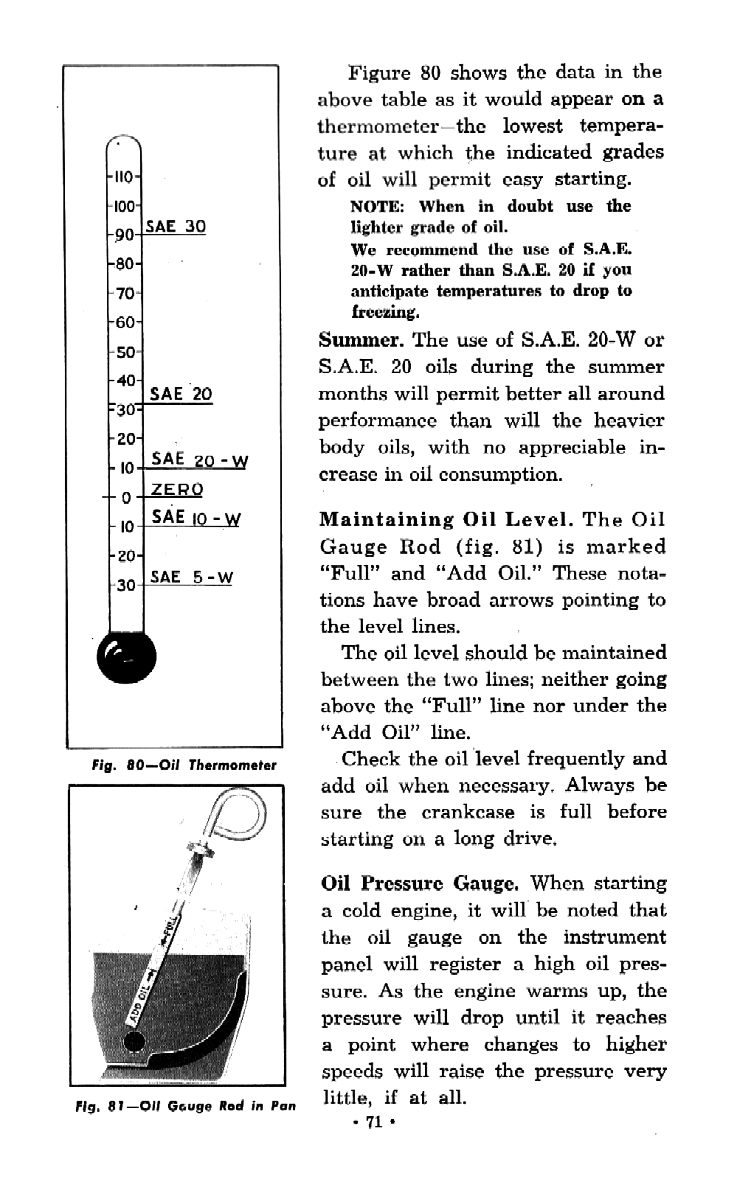 110
100
90 SAE 30
80
70
60
50
40
SAE 20
30
20
10 SAE 20-W
0 ZERO
10 SAE 10-W
20
30 SAE 5-W
Fig. 80—Oil Thermometer
FULL
ADD OIL
Fig. 81—Oil Gauge Rod in Pan
Figure 80 shows the data in the
above table as it would appear on a
thermometer—the lowest tempera-
ture at which the indicated grades
of oil will permit easy starting.
NOTE: When in doubt use the
lighter grade of oil.
We recommend the use of S.A.E.
20-W rather than S.A.E. 20 if you
anticipate temperatures to drop to
freezing.
Summer. The use of S.A.E. 20-W or
S.A.E. 20 oils during the summer
months will permit better all around
performance than will the heavier
body oils, with no appreciable in-
crease in oil consumption.
Maintaining Oil Level. The Oil
Gauge Rod (fig. 81) is marked
“Full” and “Add Oil.” These nota-
tions have broad arrows pointing to
the level lines.
The oil level should be maintained
between the two lines; neither going
above the “Full” line nor under the
“Add Oil” line.
Check the oil level frequently and
add oil when necessary. Always be
sure the crankcase is full before
starting on a long drive.
Oil Pressure Gauge. When starting
a cold engine, it will be noted that
the oil gauge on the instrument
panel will register a high oil pres-
sure. As the engine warms up, the
pressure will drop until it reaches
a point where changes to higher
speeds will raise the pressure very
little, if at all.
• 71 •